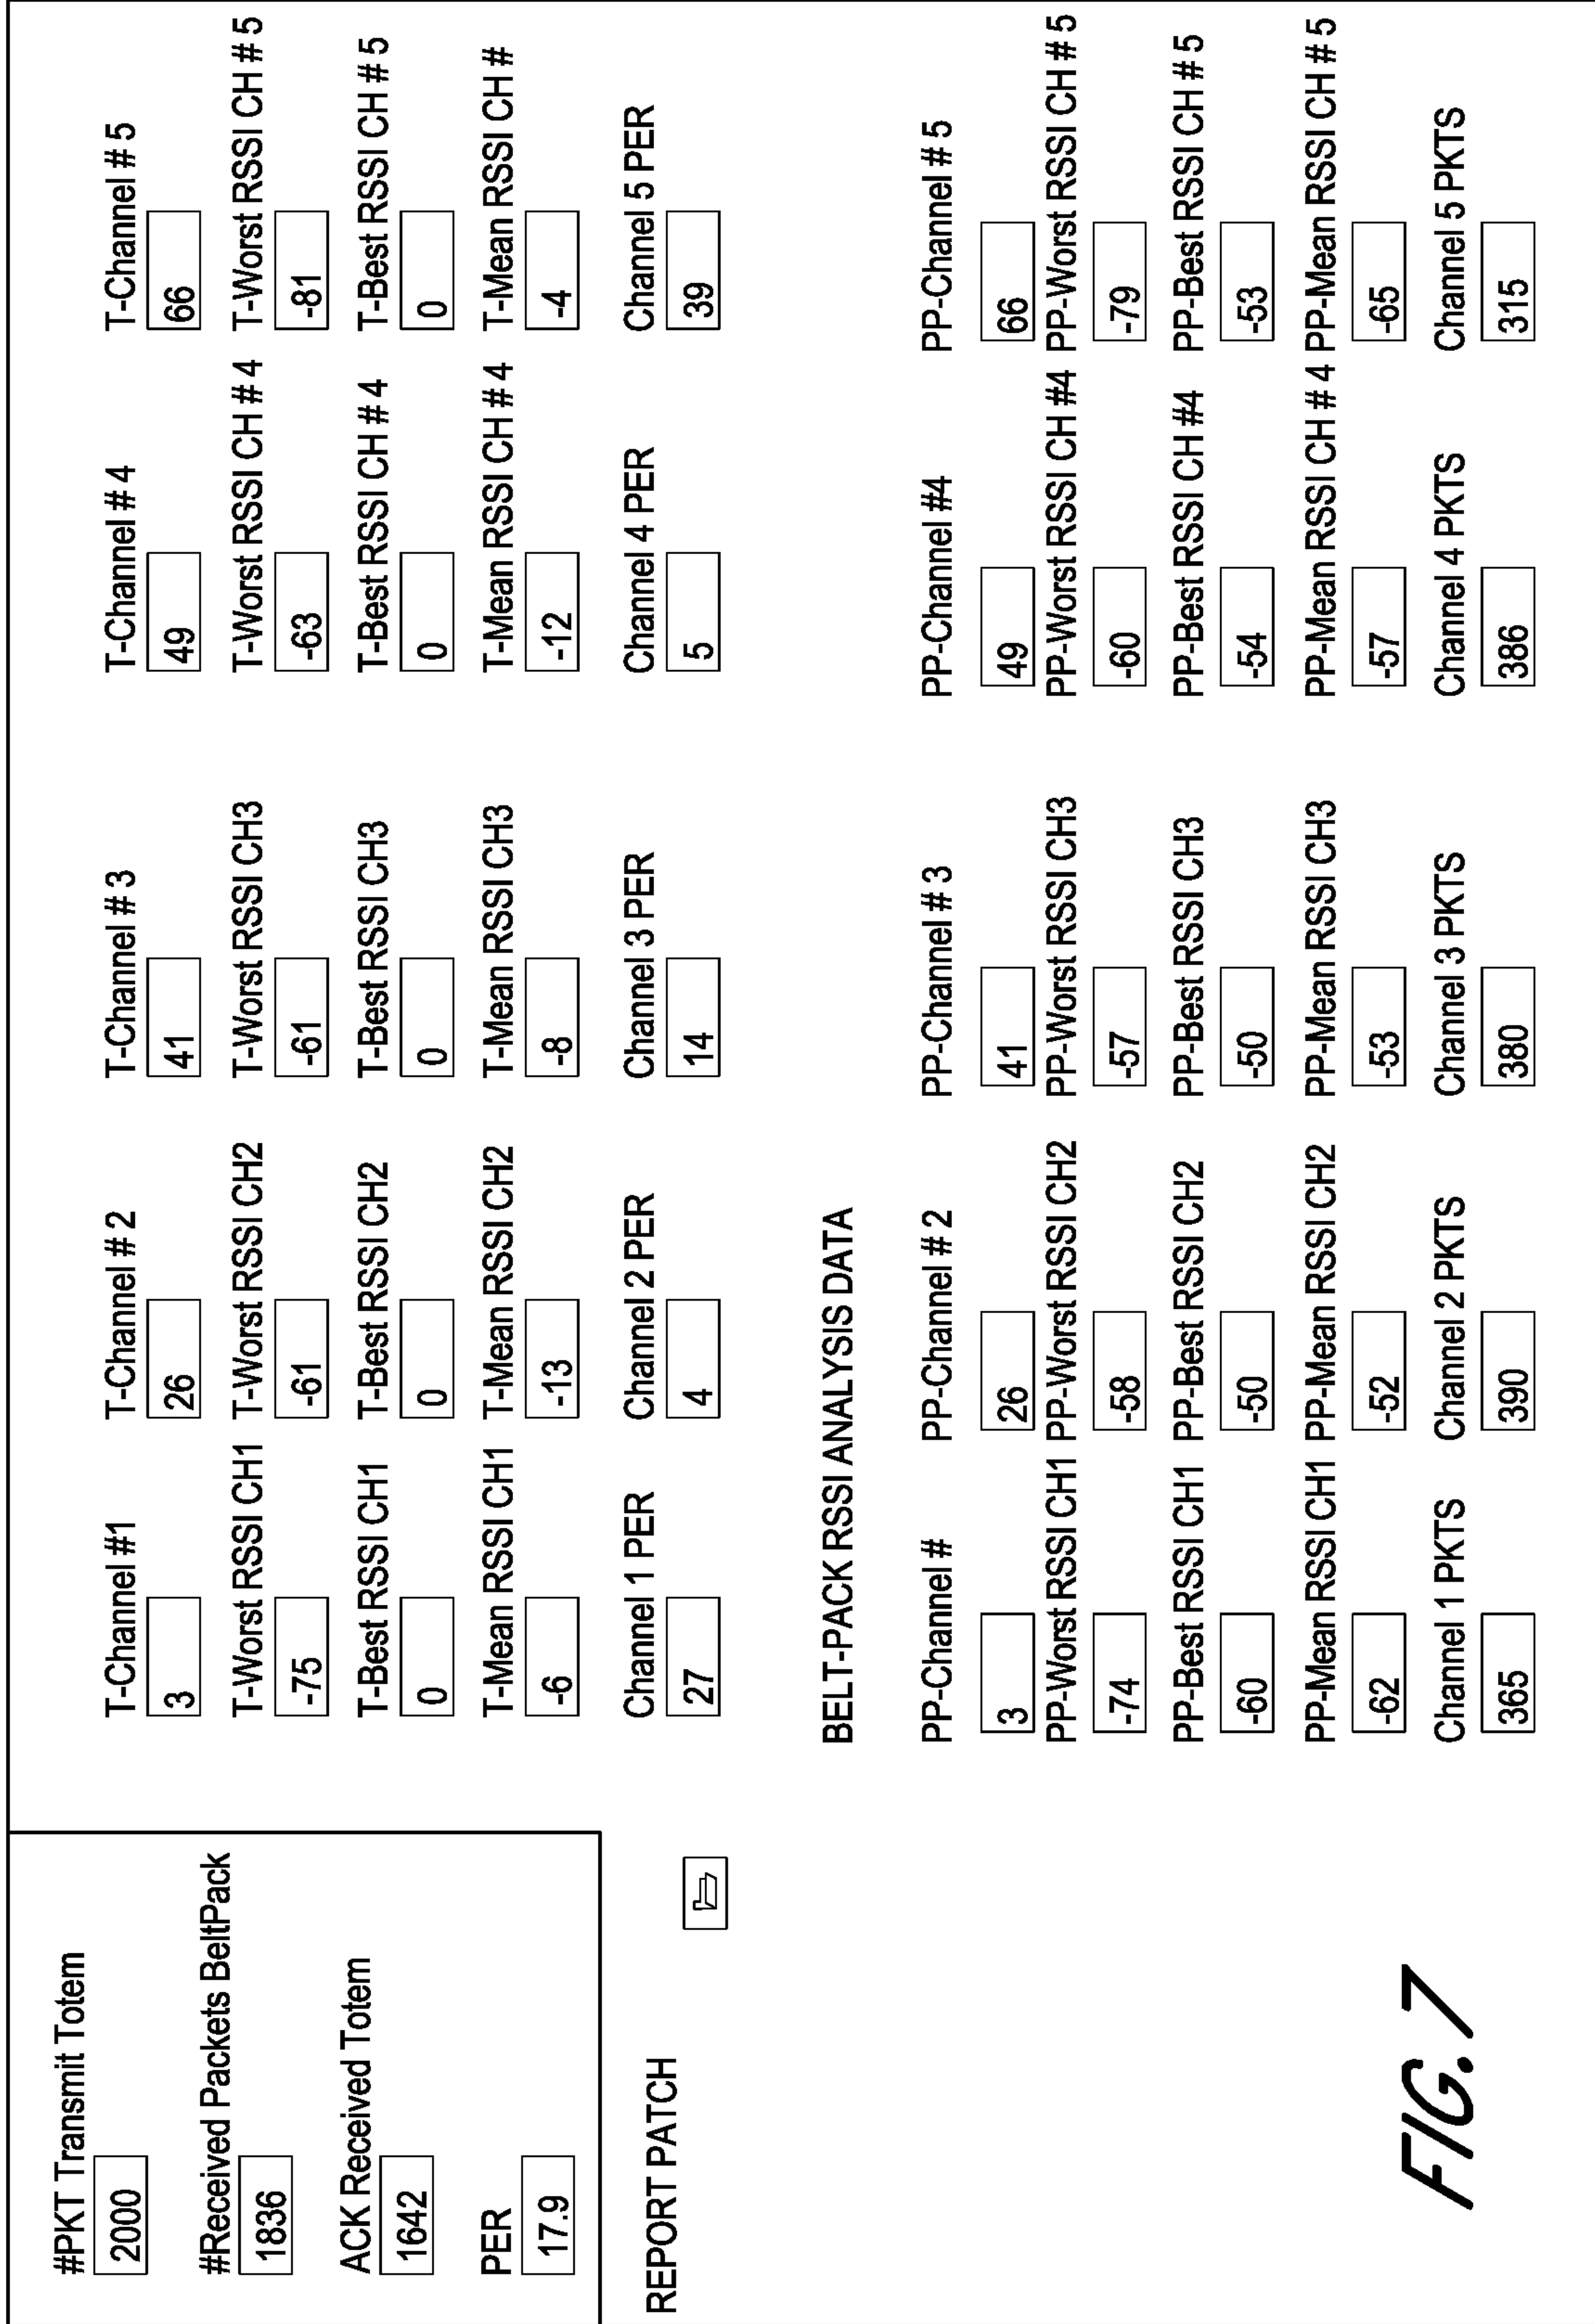 #PKT Transmit Totem
2000
#Received Packets BeltPack
1836
ACK Received Totem
1642
PER
17.9
REPORT PATCH
T-Channel #1 T-Channel # 2 T-Channel # 3 T-Channel # 4 T-Channel # 5
3 26 41 49 66
T-Worst RSSI CH1 T-Worst RSSI CH2 T-Worst RSSI CH3 T-Worst RSSI CH # 4 T-Worst RSSI CH # 5
-75 -61 -61 -63 -81
T-Best RSSI CH1 T-Best RSSI CH2 T-Best RSSI CH3 T-Best RSSI CH # 4 T-Best RSSI CH # 5
0 0 0 0 0
T-Mean RSSI CH1 T-Mean RSSI CH2 T-Mean RSSI CH3 T-Mean RSSI CH # 4 T-Mean RSSI CH #
-6 -13 -8 -12 -4
Channel 1 PER Channel 2 PER Channel 3 PER Channel 4 PER Channel 5 PER
27 4 14 5 39
BELT-PACK RSSI ANALYSIS DATA
PP-Channel # PP-Channel # 2 PP-Channel # 3 PP-Channel #4 PP-Channel # 5
3 26 41 49 66
PP-Worst RSSI CH1 PP-Worst RSSI CH2 PP-Worst RSSI CH3 PP-Worst RSSI CH #4 PP-Worst RSSI CH # 5
-74 -58 -57 -60 -79
PP-Best RSSI CH1 PP-Best RSSI CH2 PP-Best RSSI CH3 PP-Best RSSI CH #4 PP-Best RSSI CH # 5
-60 -50 -50 -54 -53
PP-Mean RSSI CH1 PP-Mean RSSI CH2 PP-Mean RSSI CH3 PP-Mean RSSI CH # 4 PP-Mean RSSI CH # 5
-62 -52 -53 -57 -65
Channel 1 PKTS Channel 2 PKTS Channel 3 PKTS Channel 4 PKTS Channel 5 PKTS
365 390 380 386 315
FIG. 7